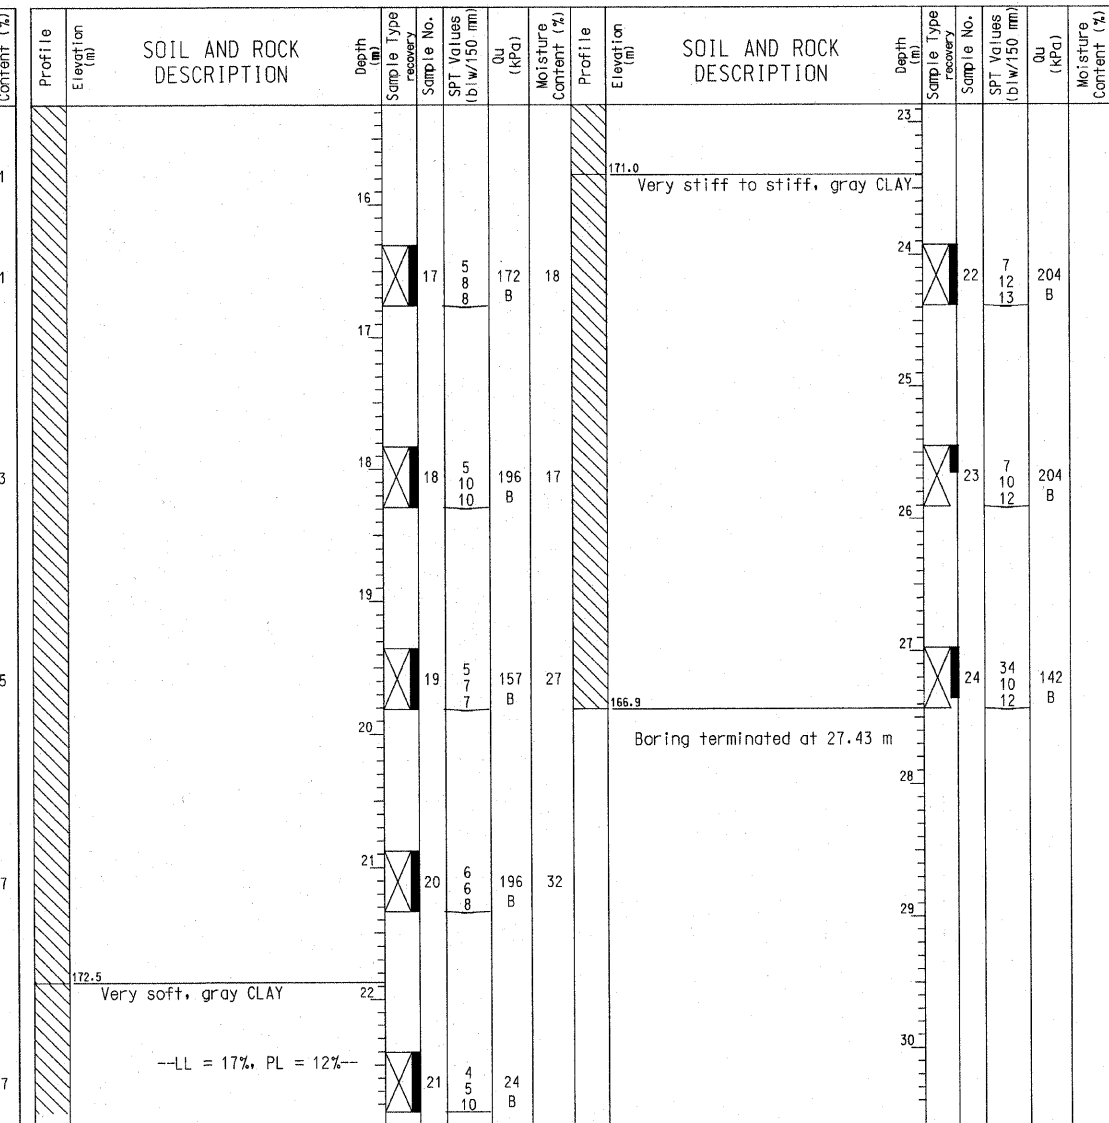 Content (%)
1
1
3
5
7
7
Profile
Elevation (m)
SOIL AND ROCK
DESCRIPTION
Depth (m)
Sample Type
recovery
Sample No.
SPT Values
(blw/150 mm)
Qu
(kPa)
Moisture
Content (%)
16
17
5
8
8
172
B
18
17
18
18
5
10
10
196
B
17
19
19
5
7
7
157
B
27
20
21
20
6
6
8
196
B
32
172.5
Very soft, gray CLAY
22
--LL = 17%, PL = 12%--
21
4
5
10
24
B
Profile
Elevation (m)
SOIL AND ROCK
DESCRIPTION
Depth (m)
Sample Type
recovery
Sample No.
SPT Values
(blw/150 mm)
Qu
(kPa)
Moisture
Content (%)
23
171.0
Very stiff to stiff, gray CLAY
24
22
7
12
13
204
B
25
23
7
10
12
204
B
26
27
24
34
10
12
142
B
166.9
Boring terminated at 27.43 m
28
29
30